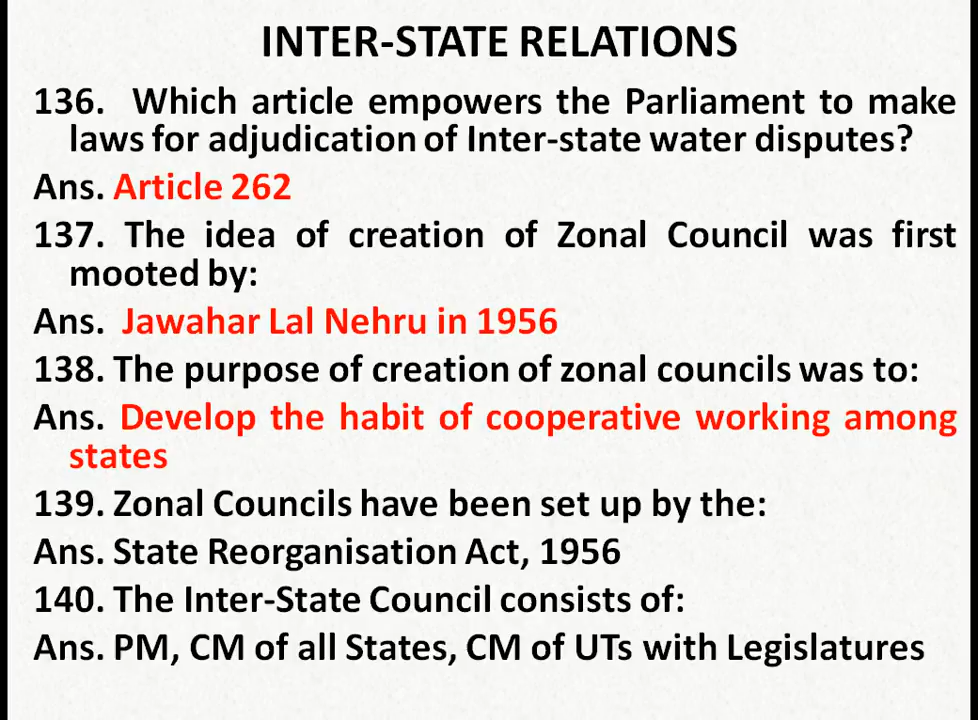 INTER-STATE RELATIONS
136. Which article empowers the Parliament to make
laws for adjudication of Inter-state water disputes?
Ans. Article 262
137. The idea of creation of Zonal Council was first
mooted by:
Ans. Jawahar Lal Nehru in 1956
138. The purpose of creation of zonal councils was to:
Ans. Develop the habit of cooperative working among
states
139. Zonal Councils have been set up by the:
Ans. State Reorganisation Act, 1956
140. The Inter-State Council consists of:
Ans. PM, CM of all States, CM of UTs with Legislatures